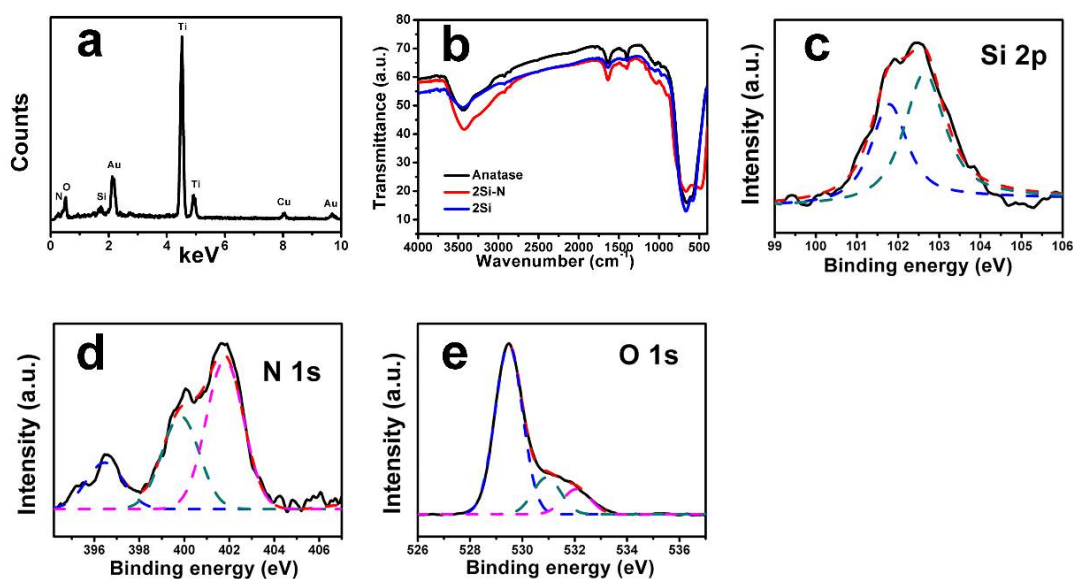 a
Counts
N
O
Si
Au
Ti
Ti
Cu
Au
0 2 4 6 8 10
keV
b
Transmittance (a.u.)
80
70
60
50
40
30
20
10
Anatase
2Si-N
2Si
4000 3500 3000 2500 2000 1500 1000 500
Wavenumber (cm⁻¹)
c
Si 2p
Intensity (a.u.)
99 100 101 102 103 104 105 106
Binding energy (eV)
d
N 1s
Intensity (a.u.)
396 398 400 402 404 406
Binding energy (eV)
e
O 1s
Intensity (a.u.)
526 528 530 532 534 536
Binding energy (eV)